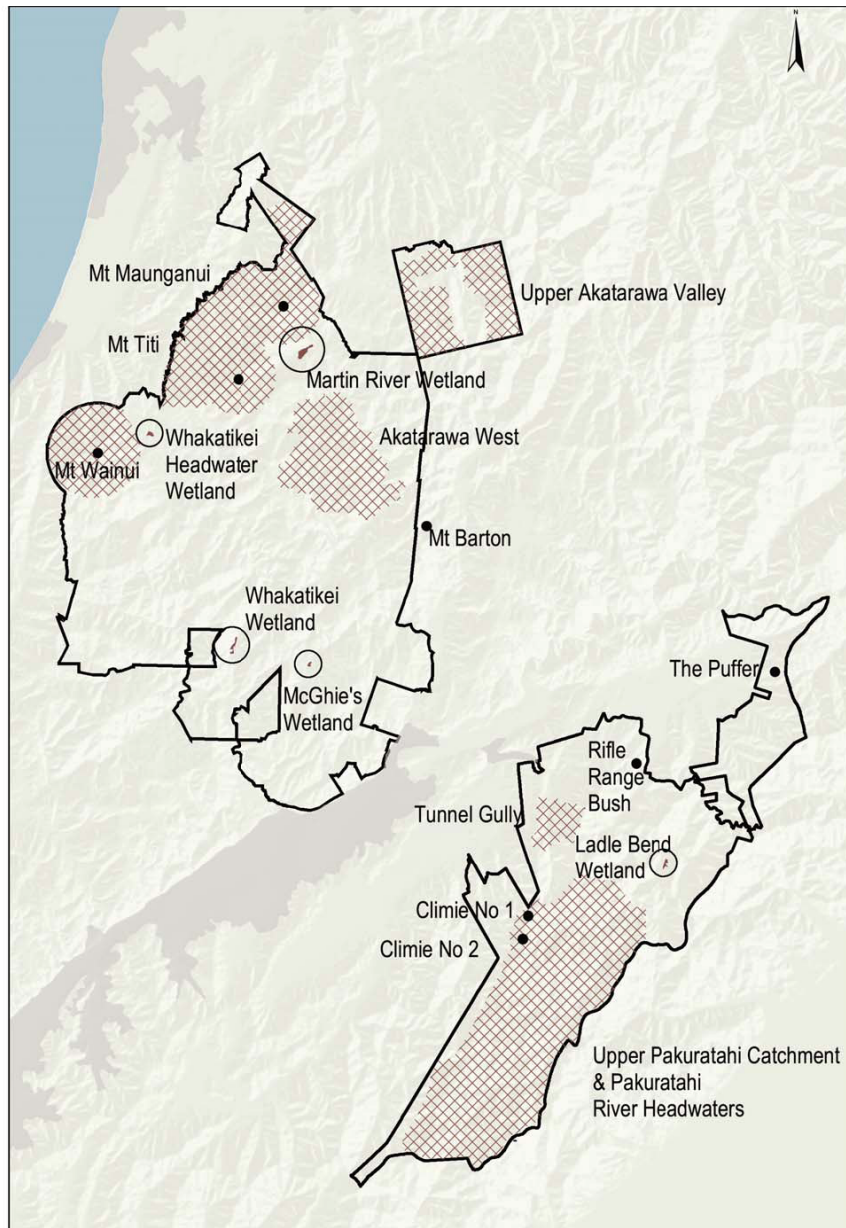 N
Mt Maunganui
Upper Akatarawa Valley
Mt Titi
Martin River Wetland
Akatarawa West
Whakatikei
Headwater
Wetland
Mt Wainui
Mt Barton
Whakatikei
Wetland
McGhie's
Wetland
The Puffer
Rifle
Range
Bush
Tunnel Gully
Ladle Bend
Wetland
Climie No 1
Climie No 2
Upper Pakuratahi Catchment
& Pakuratahi
River Headwaters